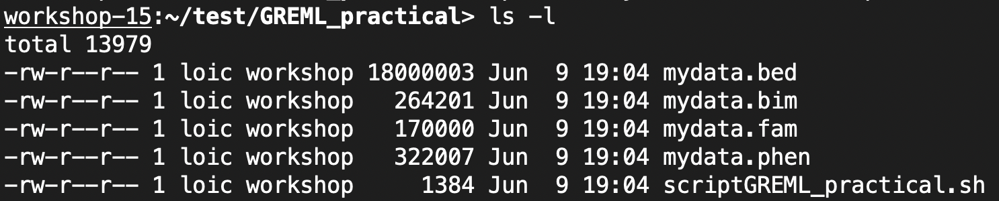 workshop-15:~/test/GREML_practical> ls -l
total 13979
-rw-r--r-- 1 loic workshop 18000003 Jun  9 19:04 mydata.bed
-rw-r--r-- 1 loic workshop   264201 Jun  9 19:04 mydata.bim
-rw-r--r-- 1 loic workshop   170000 Jun  9 19:04 mydata.fam
-rw-r--r-- 1 loic workshop   322007 Jun  9 19:04 mydata.phen
-rw-r--r-- 1 loic workshop     1384 Jun  9 19:04 scriptGREML_practical.sh